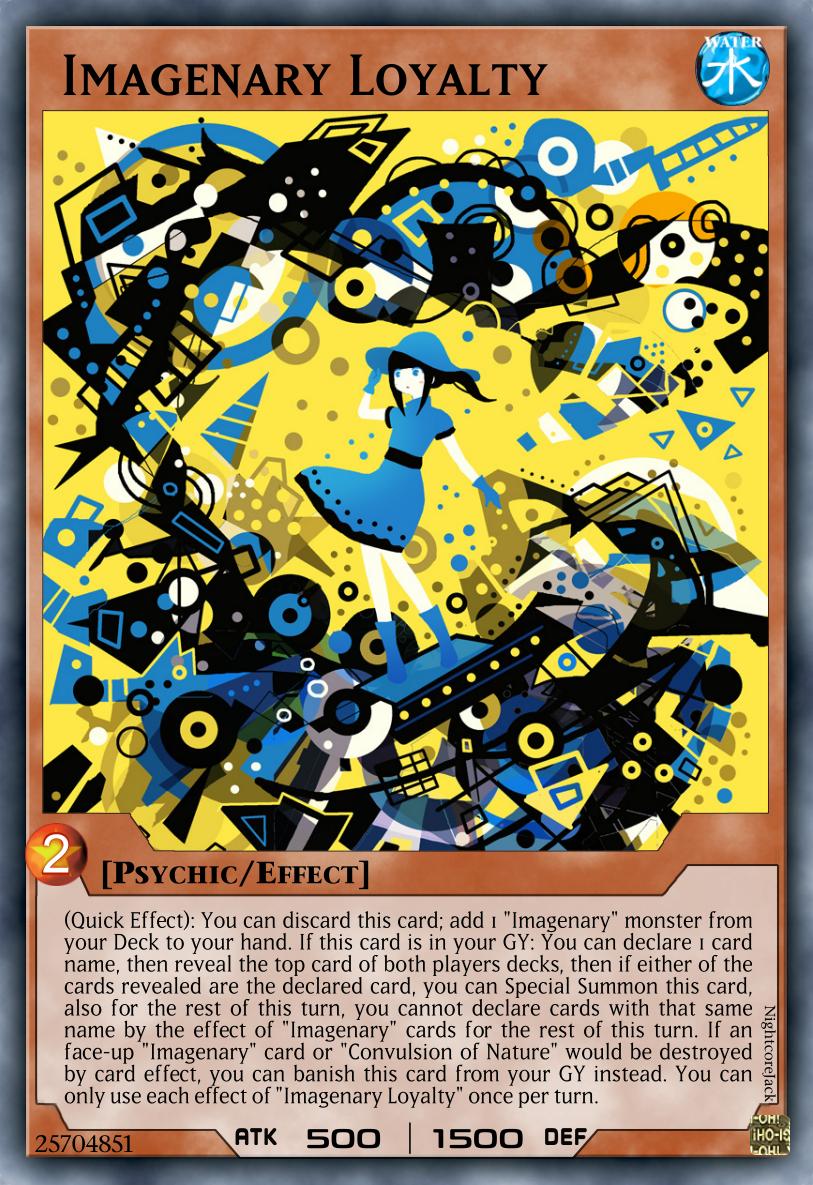 Imagenary Loyalty
WATER
水
2
[Psychic/Effect]
(Quick Effect): You can discard this card; add 1 "Imagenary" monster from
your Deck to your hand. If this card is in your GY: You can declare 1 card
name, then reveal the top card of both players decks, then if either of the
cards revealed are the declared card, you can Special Summon this card,
also for the rest of this turn, you cannot declare cards with that same
name by the effect of "Imagenary" cards for the rest of this turn. If an
face-up "Imagenary" card or "Convulsion of Nature" would be destroyed
by card effect, you can banish this card from your GY instead. You can
only use each effect of "Imagenary Loyalty" once per turn.
NightcoreJack
25704851
ATK 500 | 1500 DEF